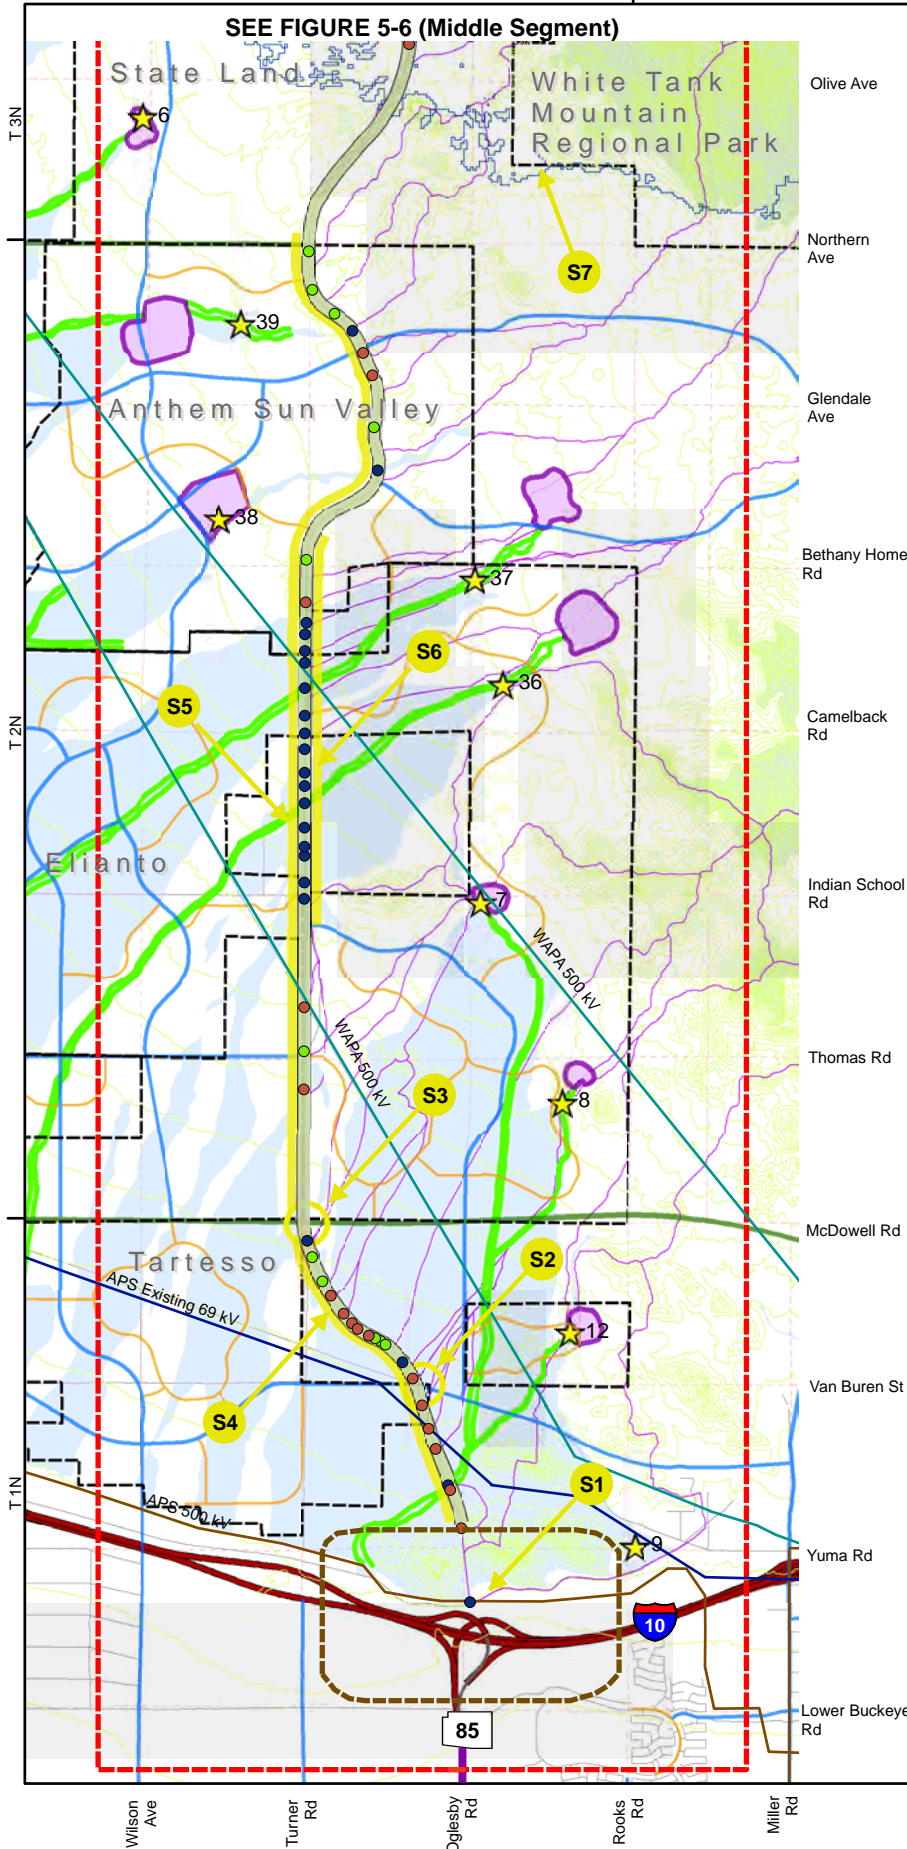 SEE FIGURE 5-6 (Middle Segment)
State Land
White Tank
Mountain
Regional Park
Olive Ave
T3N
6
Northern
Ave
S7
39
Anthem Sun Valley
Glendale
Ave
38
Bethany Home
Rd
37
S6
36
S5
Camelback
Rd
T2N
Elianto
Indian School
Rd
7
WAPA 500 kV
WAPA 500 kV
Thomas Rd
S3
8
McDowell Rd
Tartesso
S2
APS Existing 69 kV
12
Van Buren St
S4
S1
T1N
APS 500 kV
9
Yuma Rd
10
85
Lower Buckeye
Rd
Wilson
Ave
Turner
Rd
Oglesby
Rd
Rooks
Rd
Miller
Rd